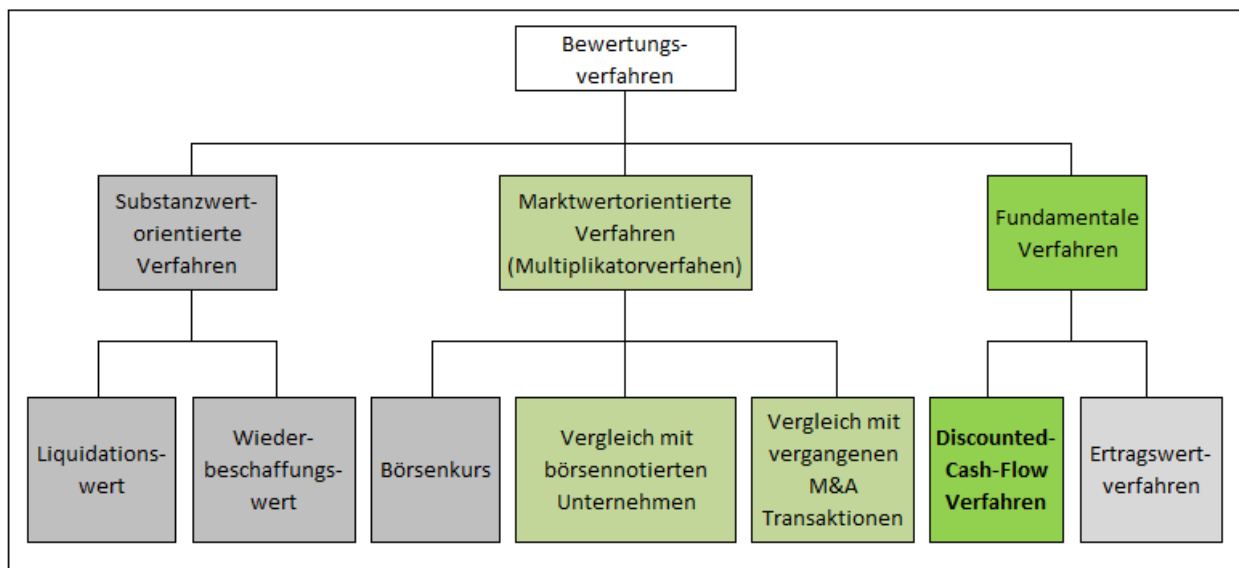 Bewertungs-
verfahren
Substanzwert-
orientierte
Verfahren
Marktwertorientierte
Verfahren
(Multiplikatorverfahen)
Fundamentale
Verfahren
Liquidations-
wert
Wieder-
beschaffungs-
wert
Börsenkurs
Vergleich mit
börsennotierten
Unternehmen
Vergleich mit
vergangenen
M&A
Transaktionen
Discounted-
Cash-Flow
Verfahren
Ertragswert-
verfahren